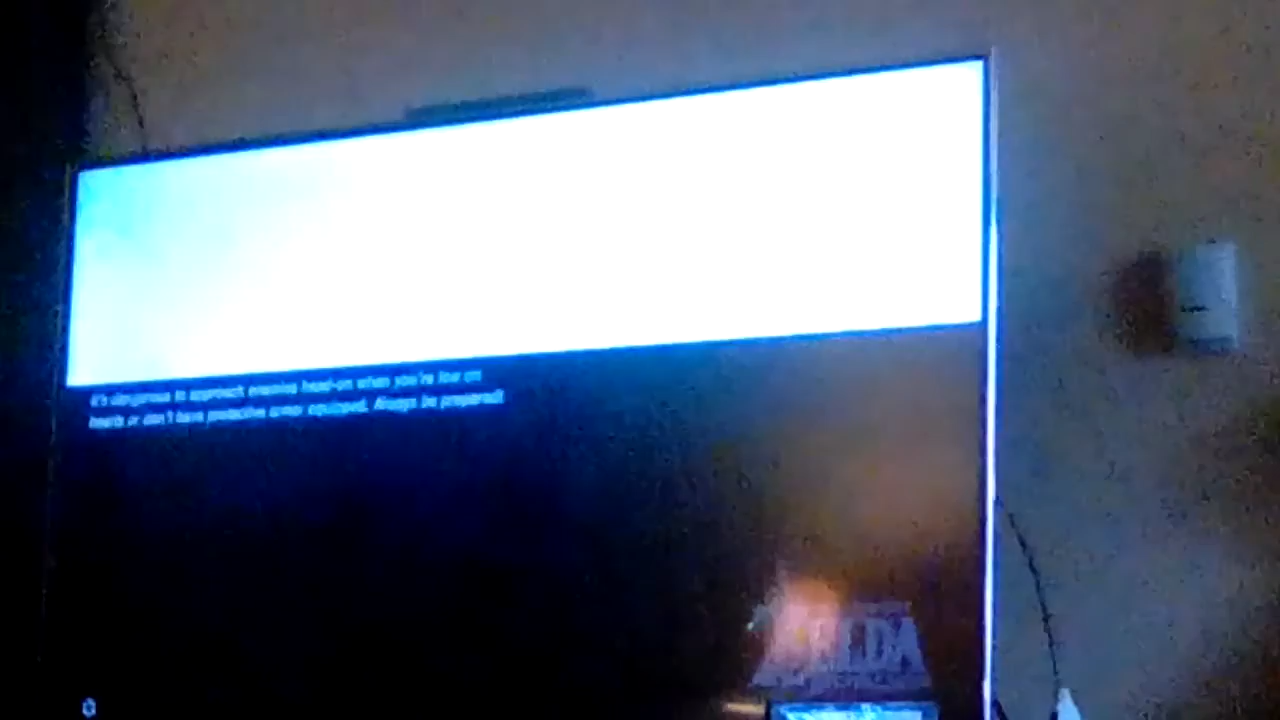 It's dangerous to approach enemies head-on when you're low on
hearts or don't have protective armor equipped. Always be prepared!
ZELDA